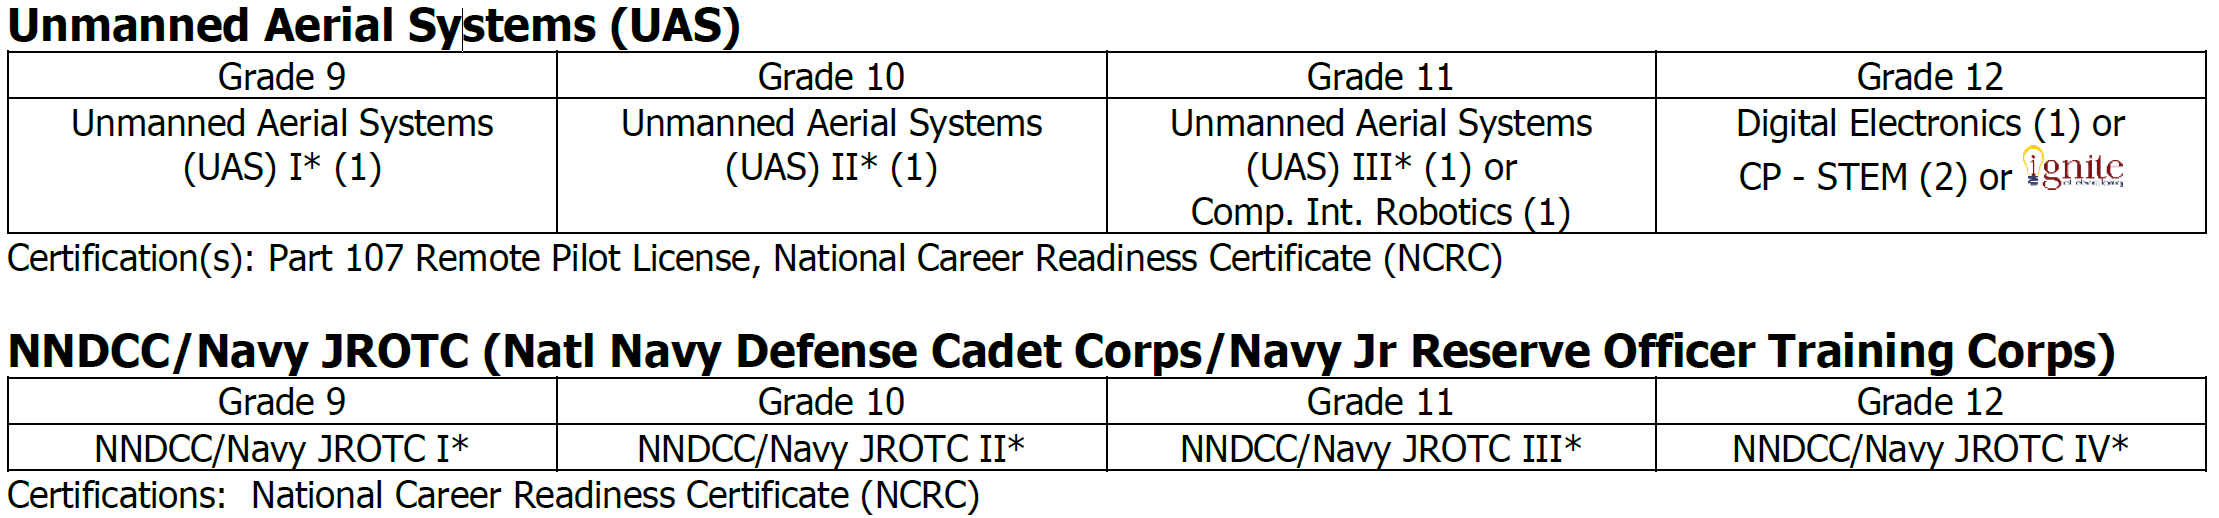 Unmanned Aerial Systems (UAS)
Grade 9 Grade 10 Grade 11 Grade 12
Unmanned Aerial Systems
(UAS) I* (1)
Unmanned Aerial Systems
(UAS) II* (1)
Unmanned Aerial Systems
(UAS) III* (1) or
Comp. Int. Robotics (1)
Digital Electronics (1) or
CP - STEM (2) or ignite
Certification(s): Part 107 Remote Pilot License, National Career Readiness Certificate (NCRC)
NNDCC/Navy JROTC (Natl Navy Defense Cadet Corps/Navy Jr Reserve Officer Training Corps)
Grade 9 Grade 10 Grade 11 Grade 12
NNDCC/Navy JROTC I* NNDCC/Navy JROTC II* NNDCC/Navy JROTC III* NNDCC/Navy JROTC IV*
Certifications: National Career Readiness Certificate (NCRC)